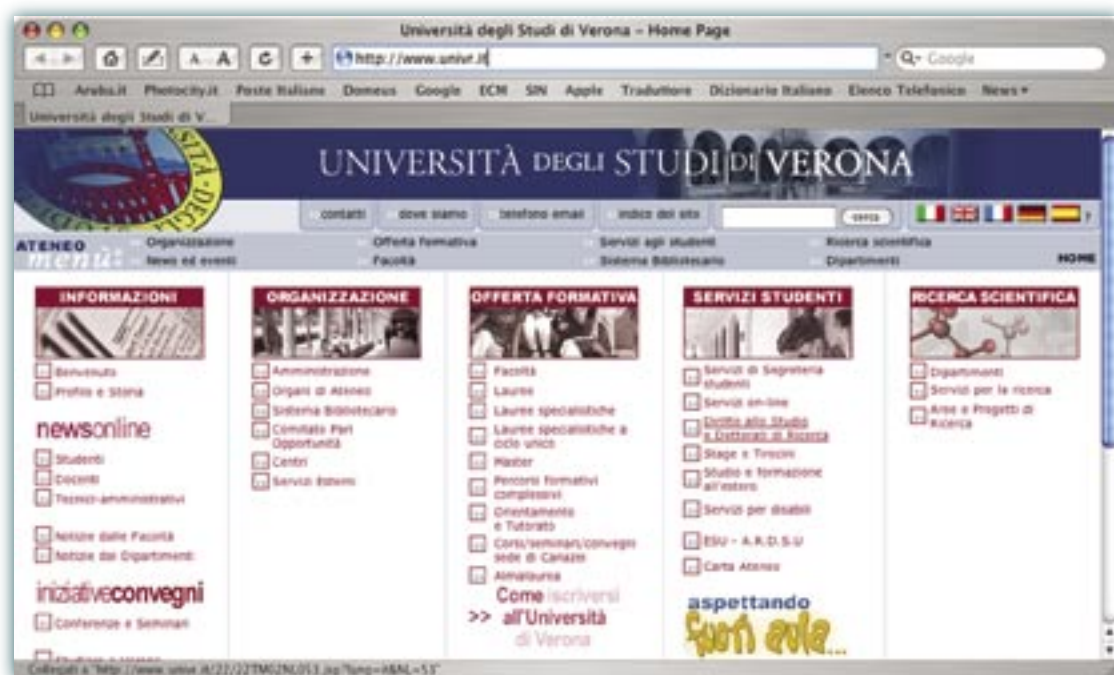 Università degli Studi di Verona – Home Page
A A
+
http://www.univr.it
Google
Aruba.it Photocity.it Poste Italiane Domeus Google ECM SIN Apple Traduttore Dizionario Italiano Elenco Telefonico News
Università degli Studi di V...
UNIVERSITÀ DEGLI STUDI DI VERONA
contatti dove siamo telefono email indice del sito cerca
ATENEO menù
Organizzazione Offerta formativa Servizi agli studenti Ricerca scientifica
News ed eventi Facoltà Sistema Bibliotecario Dipartimenti HOME
INFORMAZIONI
Benvenuto
Profilo e Storia
newsonline
Studenti
Docenti
Tecnici-amministrativi
Notizie dalle Facoltà
Notizie dai Dipartimenti
iniziativeconvegni
Conferenze e Seminari
ORGANIZZAZIONE
Amministrazione
Organi di Ateneo
Sistema Bibliotecario
Comitato Pari
Opportunità
Centri
Servizi Esterni
OFFERTA FORMATIVA
Facoltà
Lauree
Lauree specialistiche
Lauree specialistiche a
ciclo unico
Master
Percorsi formativi
complessivi
Orientamento
e Tutorato
Corsi/seminari/convegni
sede di Canazei
Almalaurea
Come iscriversi
>> all'Università
di Verona
SERVIZI STUDENTI
Servizi di Segreteria
studenti
Servizi on-line
Diritto allo Studio
e Dottorati di Ricerca
Stage e Tirocini
Studio e formazione
all'estero
Servizi per disabili
ESU - A.R.D.S.U
Carta Ateneo
aspettando
fuori aula...
RICERCA SCIENTIFICA
Dipartimenti
Servizi per la ricerca
Aree e Progetti di
Ricerca